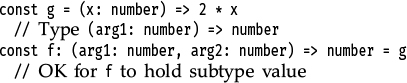 const g = (x: number) => 2 * x
// Type (arg1: number) => number
const f: (arg1: number, arg2: number) => number = g
// OK for f to hold subtype value